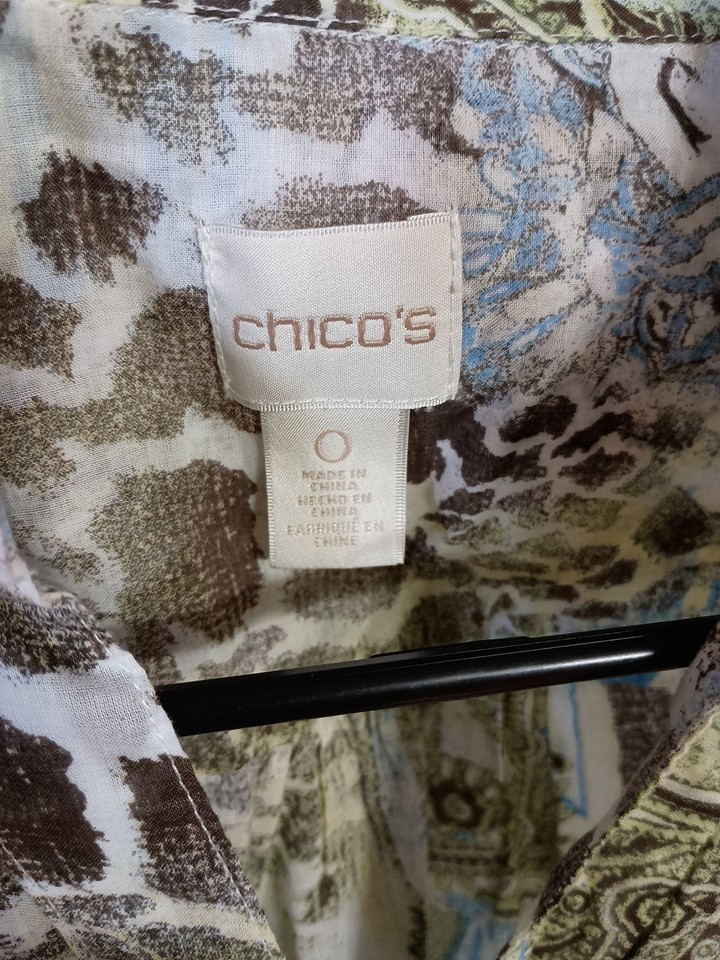 chico's
0
MADE IN
CHINA
HECHO EN
CHINA
FABRIQUÉ EN
CHINE